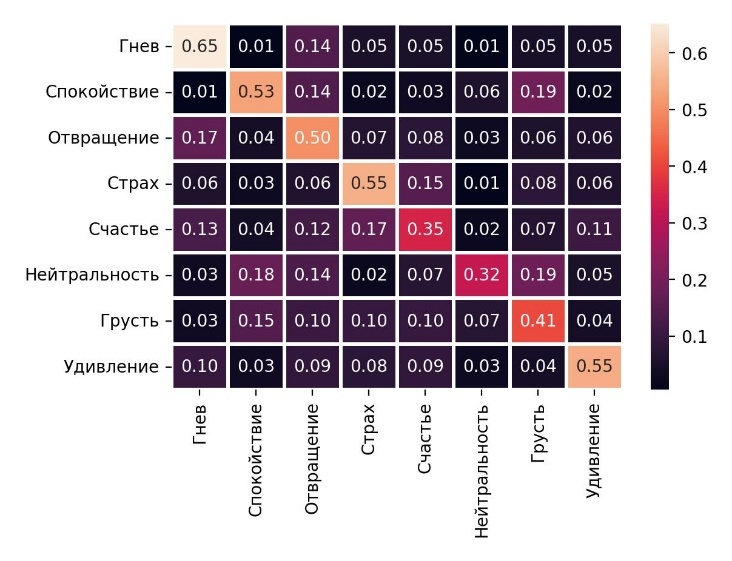 Гнев 0.65 0.01 0.14 0.05 0.05 0.01 0.05 0.05
Спокойствие 0.01 0.53 0.14 0.02 0.03 0.06 0.19 0.02
Отвращение 0.17 0.04 0.50 0.07 0.08 0.03 0.06 0.06
Страх 0.06 0.03 0.06 0.55 0.15 0.01 0.08 0.06
Счастье 0.13 0.04 0.12 0.17 0.35 0.02 0.07 0.11
Нейтральность 0.03 0.18 0.14 0.02 0.07 0.32 0.19 0.05
Грусть 0.03 0.15 0.10 0.10 0.10 0.07 0.41 0.04
Удивление 0.10 0.03 0.09 0.08 0.09 0.03 0.04 0.55
Гнев
Спокойствие
Отвращение
Страх
Счастье
Нейтральность
Грусть
Удивление
0.6
0.5
0.4
0.3
0.2
0.1